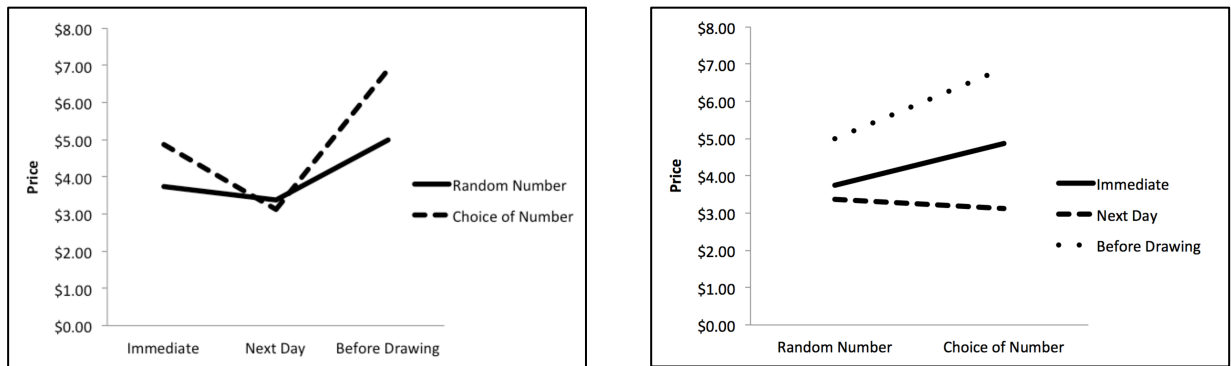 $8.00
$7.00
$6.00
$5.00
$4.00
$3.00
$2.00
$1.00
$0.00
Price
Immediate
Next Day
Before Drawing
Random Number
Choice of Number
$8.00
$7.00
$6.00
$5.00
$4.00
$3.00
$2.00
$1.00
$0.00
Price
Random Number
Choice of Number
Immediate
Next Day
Before Drawing